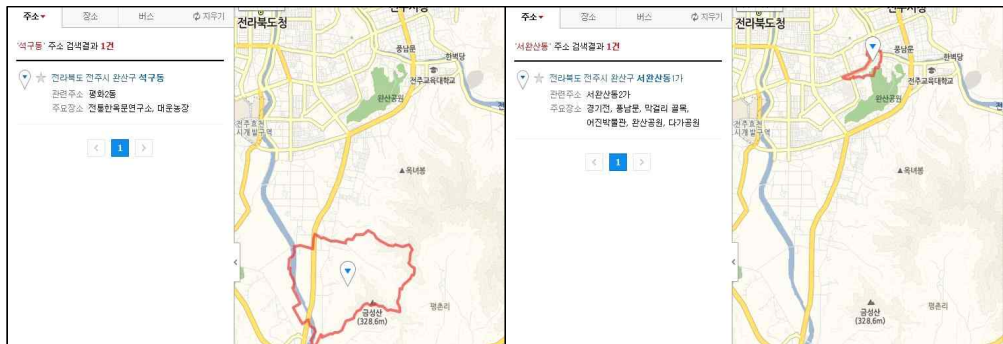 주소▾ 장소 버스 지우기
'석구동' 주소 검색결과 1건
전라북도 전주시 완산구 석구동
관련주소 평화2동
주요장소 전통한옥문연구소, 대운농장
< 1 >
전라북도청
풍남문
한벽당
전주교육대학교
완산공원
옥녀봉
금성산
(328.6m)
평촌리
주소▾ 장소 버스 지우기
'서완산동' 주소 검색결과 1건
전라북도 전주시 완산구 서완산동1가
관련주소 서완산동2가
주요장소 경기전, 풍남문, 막걸리 골목,
어진박물관, 완산공원, 다가공원
< 1 >
전라북도청
풍남문
한벽당
전주교육대학교
완산공원
옥녀봉
금성산
(328.6m)
평촌리